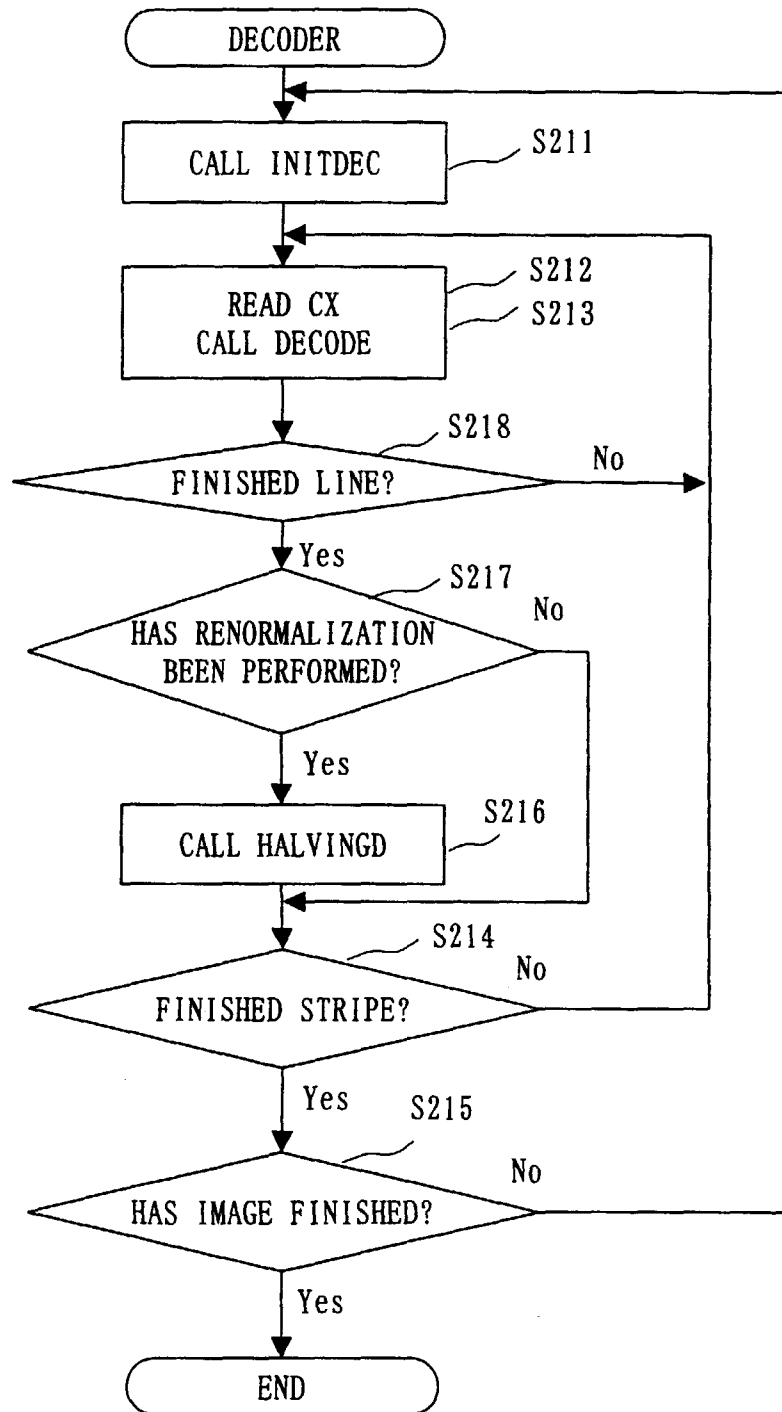 DECODER
CALL INITDEC
S211
READ CX
CALL DECODE
S212
S213
S218
FINISHED LINE?
No
Yes
S217
HAS RENORMALIZATION
BEEN PERFORMED?
No
Yes
CALL HALVINGD
S216
S214
FINISHED STRIPE?
No
Yes
S215
HAS IMAGE FINISHED?
No
Yes
END